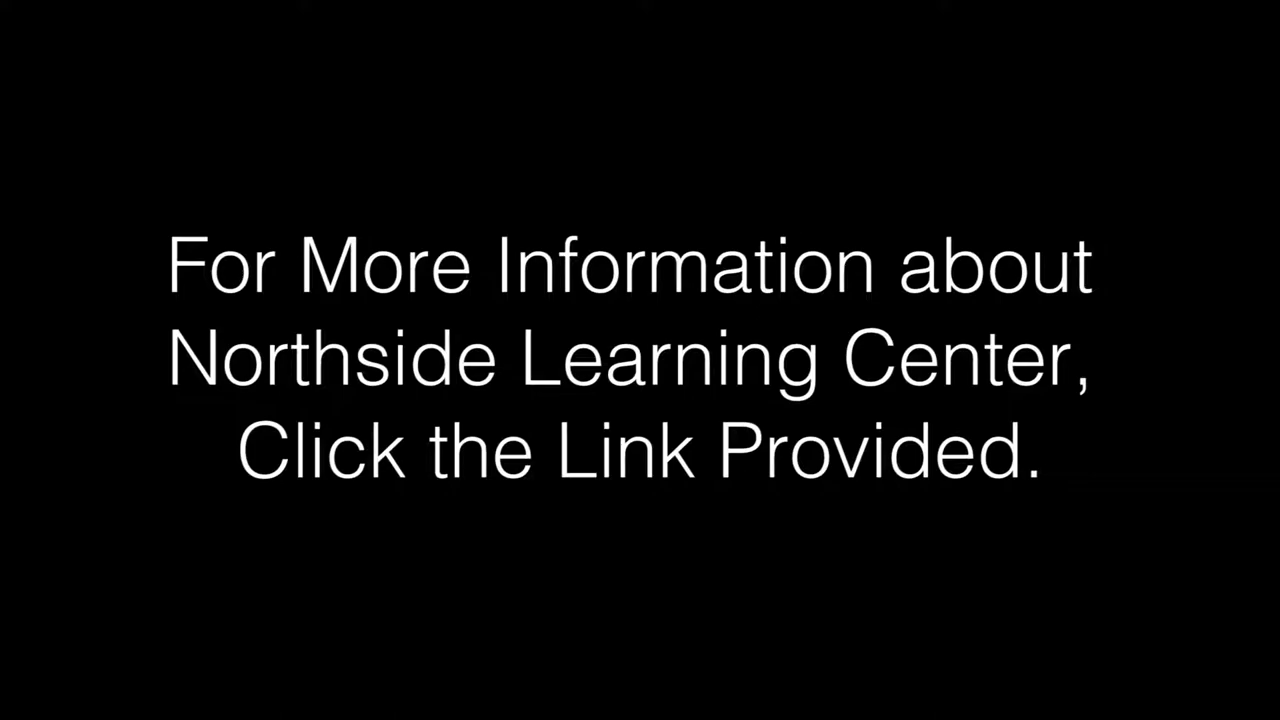 For More Information about
Northside Learning Center,
Click the Link Provided.